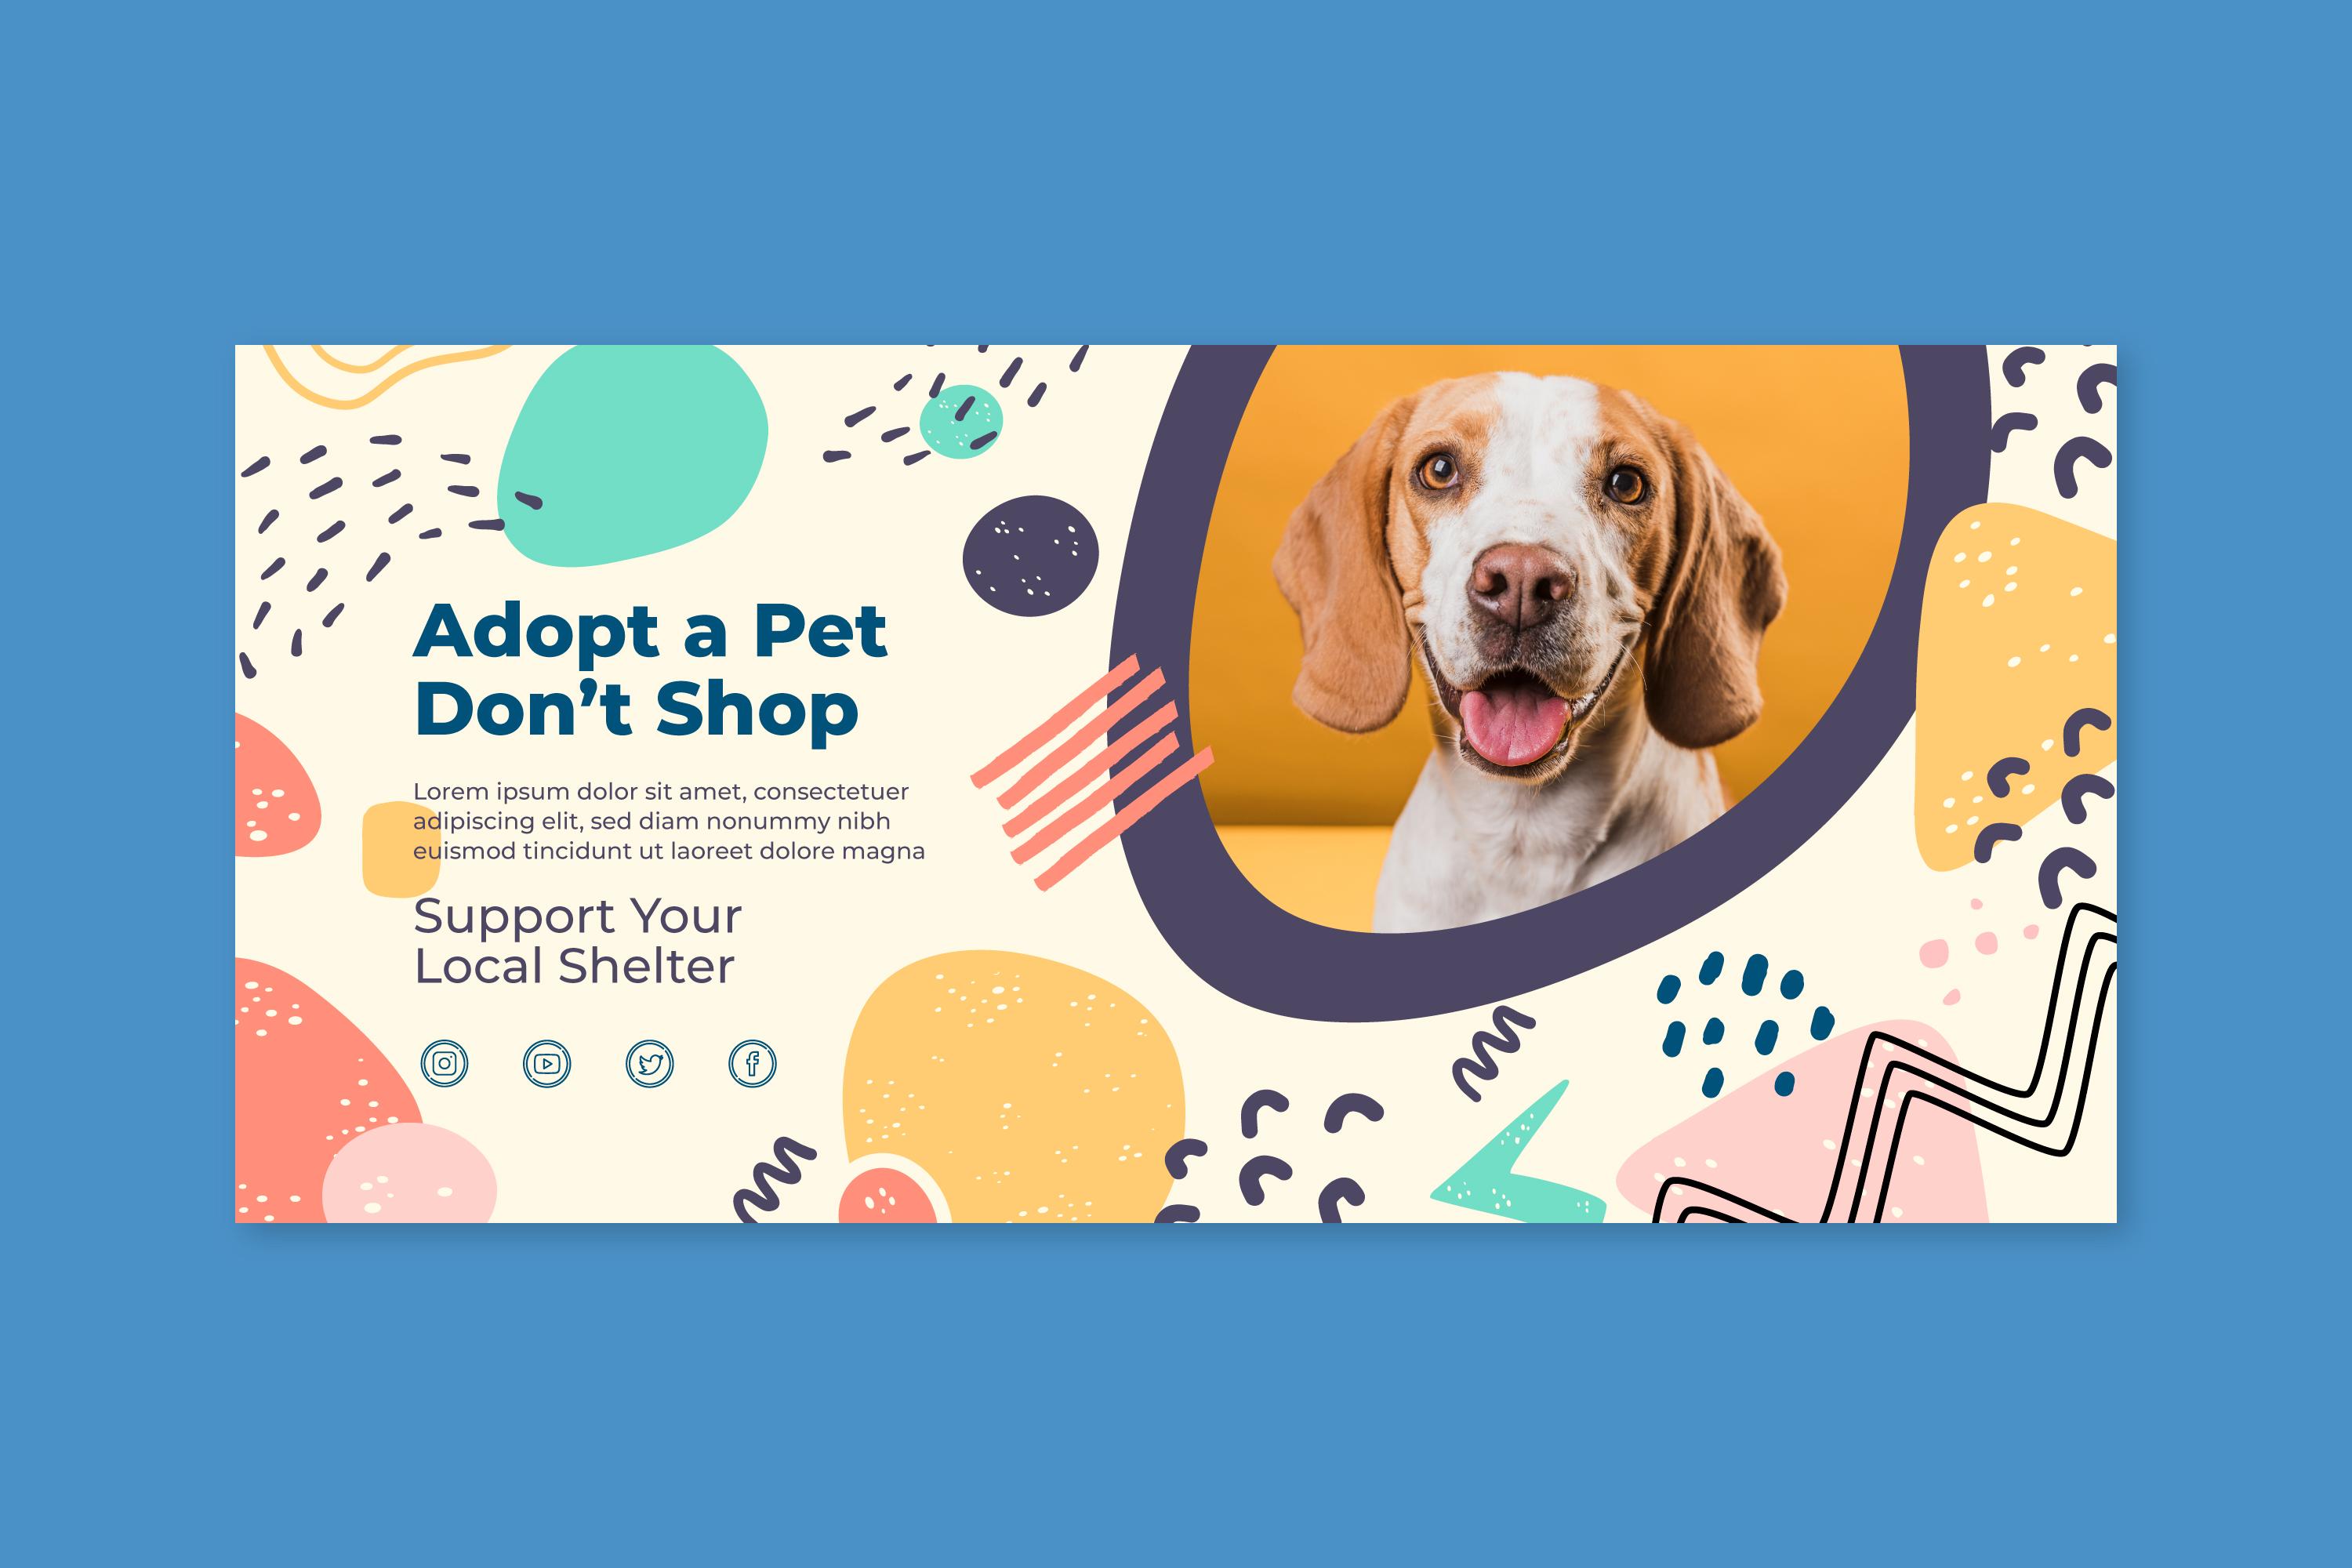 Adopt a Pet
Don’t Shop
Lorem ipsum dolor sit amet, consectetuer
adipiscing elit, sed diam nonummy nibh
euismod tincidunt ut laoreet dolore magna
Support Your
Local Shelter